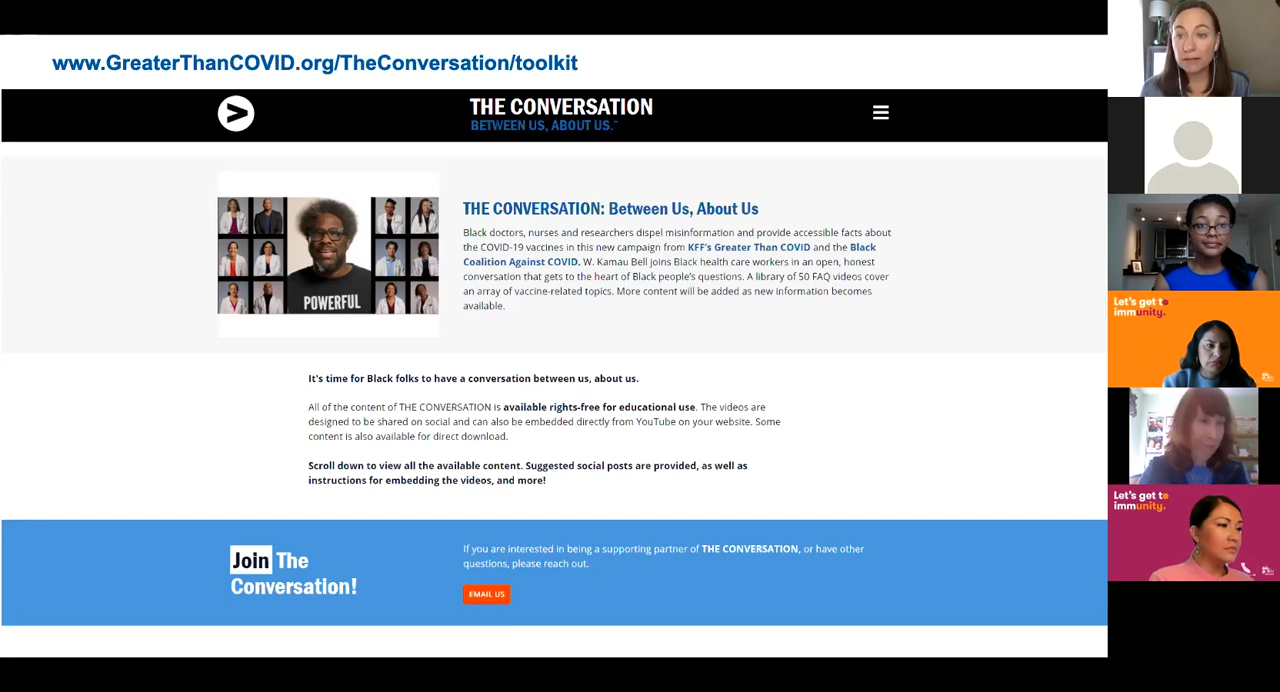 www.GreaterThanCOVID.org/TheConversation/toolkit
THE CONVERSATION
BETWEEN US, ABOUT US.™
POWERFUL
THE CONVERSATION: Between Us, About Us
Black doctors, nurses and researchers dispel misinformation and provide accessible facts about
the COVID-19 vaccines in this new campaign from KFF's Greater Than COVID and the Black
Coalition Against COVID. W. Kamau Bell joins Black health care workers in an open, honest
conversation that gets to the heart of Black people's questions. A library of 50 FAQ videos cover
an array of vaccine-related topics. More content will be added as new information becomes
available.
It's time for Black folks to have a conversation between us, about us.
All of the content of THE CONVERSATION is available rights-free for educational use. The videos are
designed to be shared on social and can also be embedded directly from YouTube on your website. Some
content is also available for direct download.
Scroll down to view all the available content. Suggested social posts are provided, as well as
instructions for embedding the videos, and more!
Join The
Conversation!
If you are interested in being a supporting partner of THE CONVERSATION, or have other
questions, please reach out.
EMAIL US
Let's get to
immunity.
Let's get to
immunity.